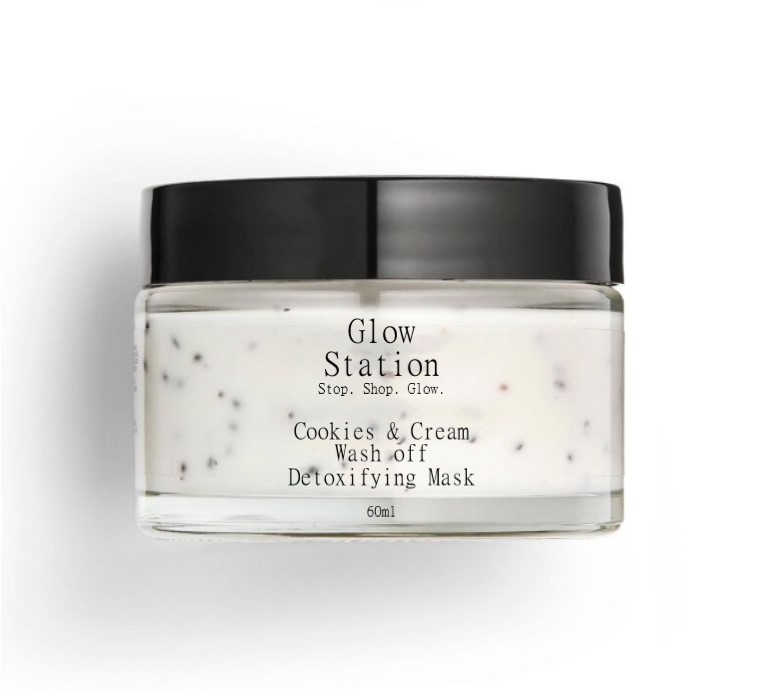 Glow
Station
Stop. Shop. Glow.
Cookies & Cream
Wash off
Detoxifying Mask
60ml